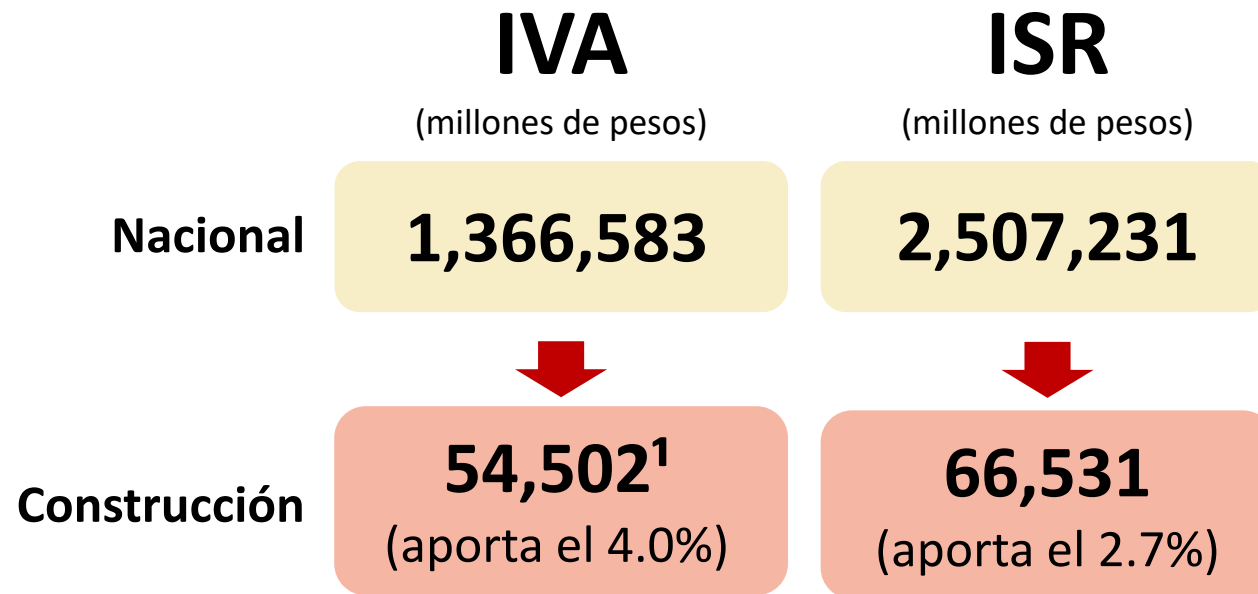 IVA
(millones de pesos)
ISR
(millones de pesos)
Nacional
1,366,583
2,507,231
Construcción
54,502¹
(aporta el 4.0%)
66,531
(aporta el 2.7%)